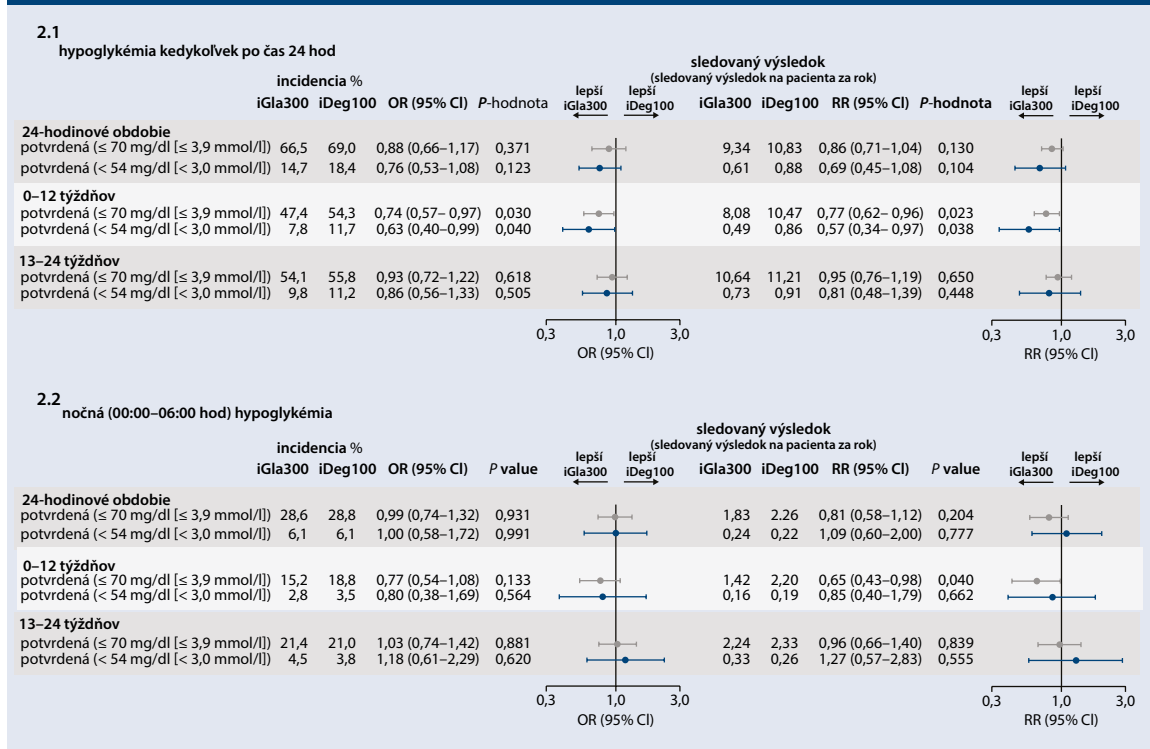 2.1
hypoglykémia kedykoľvek po čas 24 hod
incidencia %
sledovaný výsledok
(sledovaný výsledok na pacienta za rok)
iGla300 iDeg100 OR (95% Cl) P-hodnota lepší iGla300 lepší iDeg100 iGla300 iDeg100 RR (95% Cl) P-hodnota lepší iGla300 lepší iDeg100
24-hodinové obdobie
potvrdená (≤ 70 mg/dl [≤ 3,9 mmol/l]) 66,5 69,0 0,88 (0,66–1,17) 0,371 9,34 10,83 0,86 (0,71–1,04) 0,130
potvrdená (< 54 mg/dl [< 3,0 mmol/l]) 14,7 18,4 0,76 (0,53–1,08) 0,123 0,61 0,88 0,69 (0,45–1,08) 0,104
0–12 týždňov
potvrdená (≤ 70 mg/dl [≤ 3,9 mmol/l]) 47,4 54,3 0,74 (0,57– 0,97) 0,030 8,08 10,47 0,77 (0,62– 0,96) 0,023
potvrdená (< 54 mg/dl [< 3,0 mmol/l]) 7,8 11,7 0,63 (0,40–0,99) 0,040 0,49 0,86 0,57 (0,34– 0,97) 0,038
13–24 týždňov
potvrdená (≤ 70 mg/dl [≤ 3,9 mmol/l]) 54,1 55,8 0,93 (0,72–1,22) 0,618 10,64 11,21 0,95 (0,76–1,19) 0,650
potvrdená (< 54 mg/dl [< 3,0 mmol/l]) 9,8 11,2 0,86 (0,56–1,33) 0,505 0,73 0,91 0,81 (0,48–1,39) 0,448
0,3 1,0 3,0 0,3 1,0 3,0
OR (95% Cl) RR (95% Cl)
2.2
nočná (00:00–06:00 hod) hypoglykémia
incidencia %
sledovaný výsledok
(sledovaný výsledok na pacienta za rok)
iGla300 iDeg100 OR (95% Cl) P value lepší iGla300 lepší iDeg100 iGla300 iDeg100 RR (95% Cl) P value lepší iGla300 lepší iDeg100
24-hodinové obdobie
potvrdená (≤ 70 mg/dl [≤ 3,9 mmol/l]) 28,6 28,8 0,99 (0,74–1,32) 0,931 1,83 2.26 0,81 (0,58–1,12) 0,204
potvrdená (< 54 mg/dl [< 3,0 mmol/l]) 6,1 6,1 1,00 (0,58–1,72) 0,991 0,24 0,22 1,09 (0,60–2,00) 0,777
0–12 týždňov
potvrdená (≤ 70 mg/dl [≤ 3,9 mmol/l]) 15,2 18,8 0,77 (0,54–1,08) 0,133 1,42 2,20 0,65 (0,43–0,98) 0,040
potvrdená (< 54 mg/dl [< 3,0 mmol/l]) 2,8 3,5 0,80 (0,38–1,69) 0,564 0,16 0,19 0,85 (0,40–1,79) 0,662
13–24 týždňov
potvrdená (≤ 70 mg/dl [≤ 3,9 mmol/l]) 21,4 21,0 1,03 (0,74–1,42) 0,881 2,24 2,33 0,96 (0,66–1,40) 0,839
potvrdená (< 54 mg/dl [< 3,0 mmol/l]) 4,5 3,8 1,18 (0,61–2,29) 0,620 0,33 0,26 1,27 (0,57–2,83) 0,555
0,3 1,0 3,0 0,3 1,0 3,0
OR (95% Cl) RR (95% Cl)